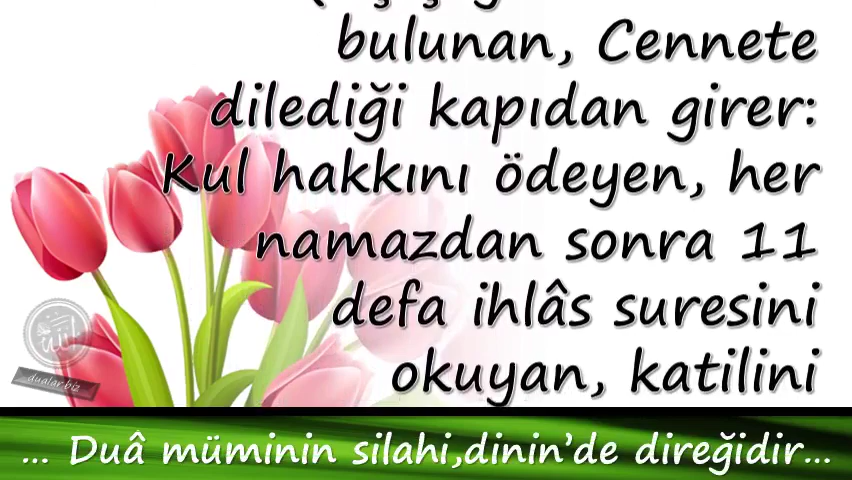 bulunan, Cennete
dilediği kapıdan girer:
Kul hakkını ödeyen, her
namazdan sonra 11
defa ihlâs suresini
okuyan, katilini
dualar.biz
... Duâ müminin silahi,dinin’de direğidir...